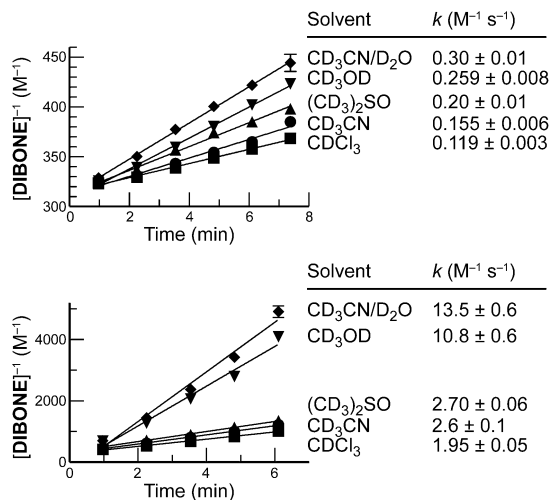 Solvent k (M⁻¹ s⁻¹)
CD₃CN/D₂O 0.30 ± 0.01
CD₃OD 0.259 ± 0.008
(CD₃)₂SO 0.20 ± 0.01
CD₃CN 0.155 ± 0.006
CDCl₃ 0.119 ± 0.003
[DIBONE]⁻¹ (M⁻¹)
450
400
350
300
0 2 4 6 8
Time (min)
Solvent k (M⁻¹ s⁻¹)
CD₃CN/D₂O 13.5 ± 0.6
CD₃OD 10.8 ± 0.6
(CD₃)₂SO 2.70 ± 0.06
CD₃CN 2.6 ± 0.1
CDCl₃ 1.95 ± 0.05
[DIBONE]⁻¹ (M⁻¹)
4000
2000
0
0 2 4 6
Time (min)